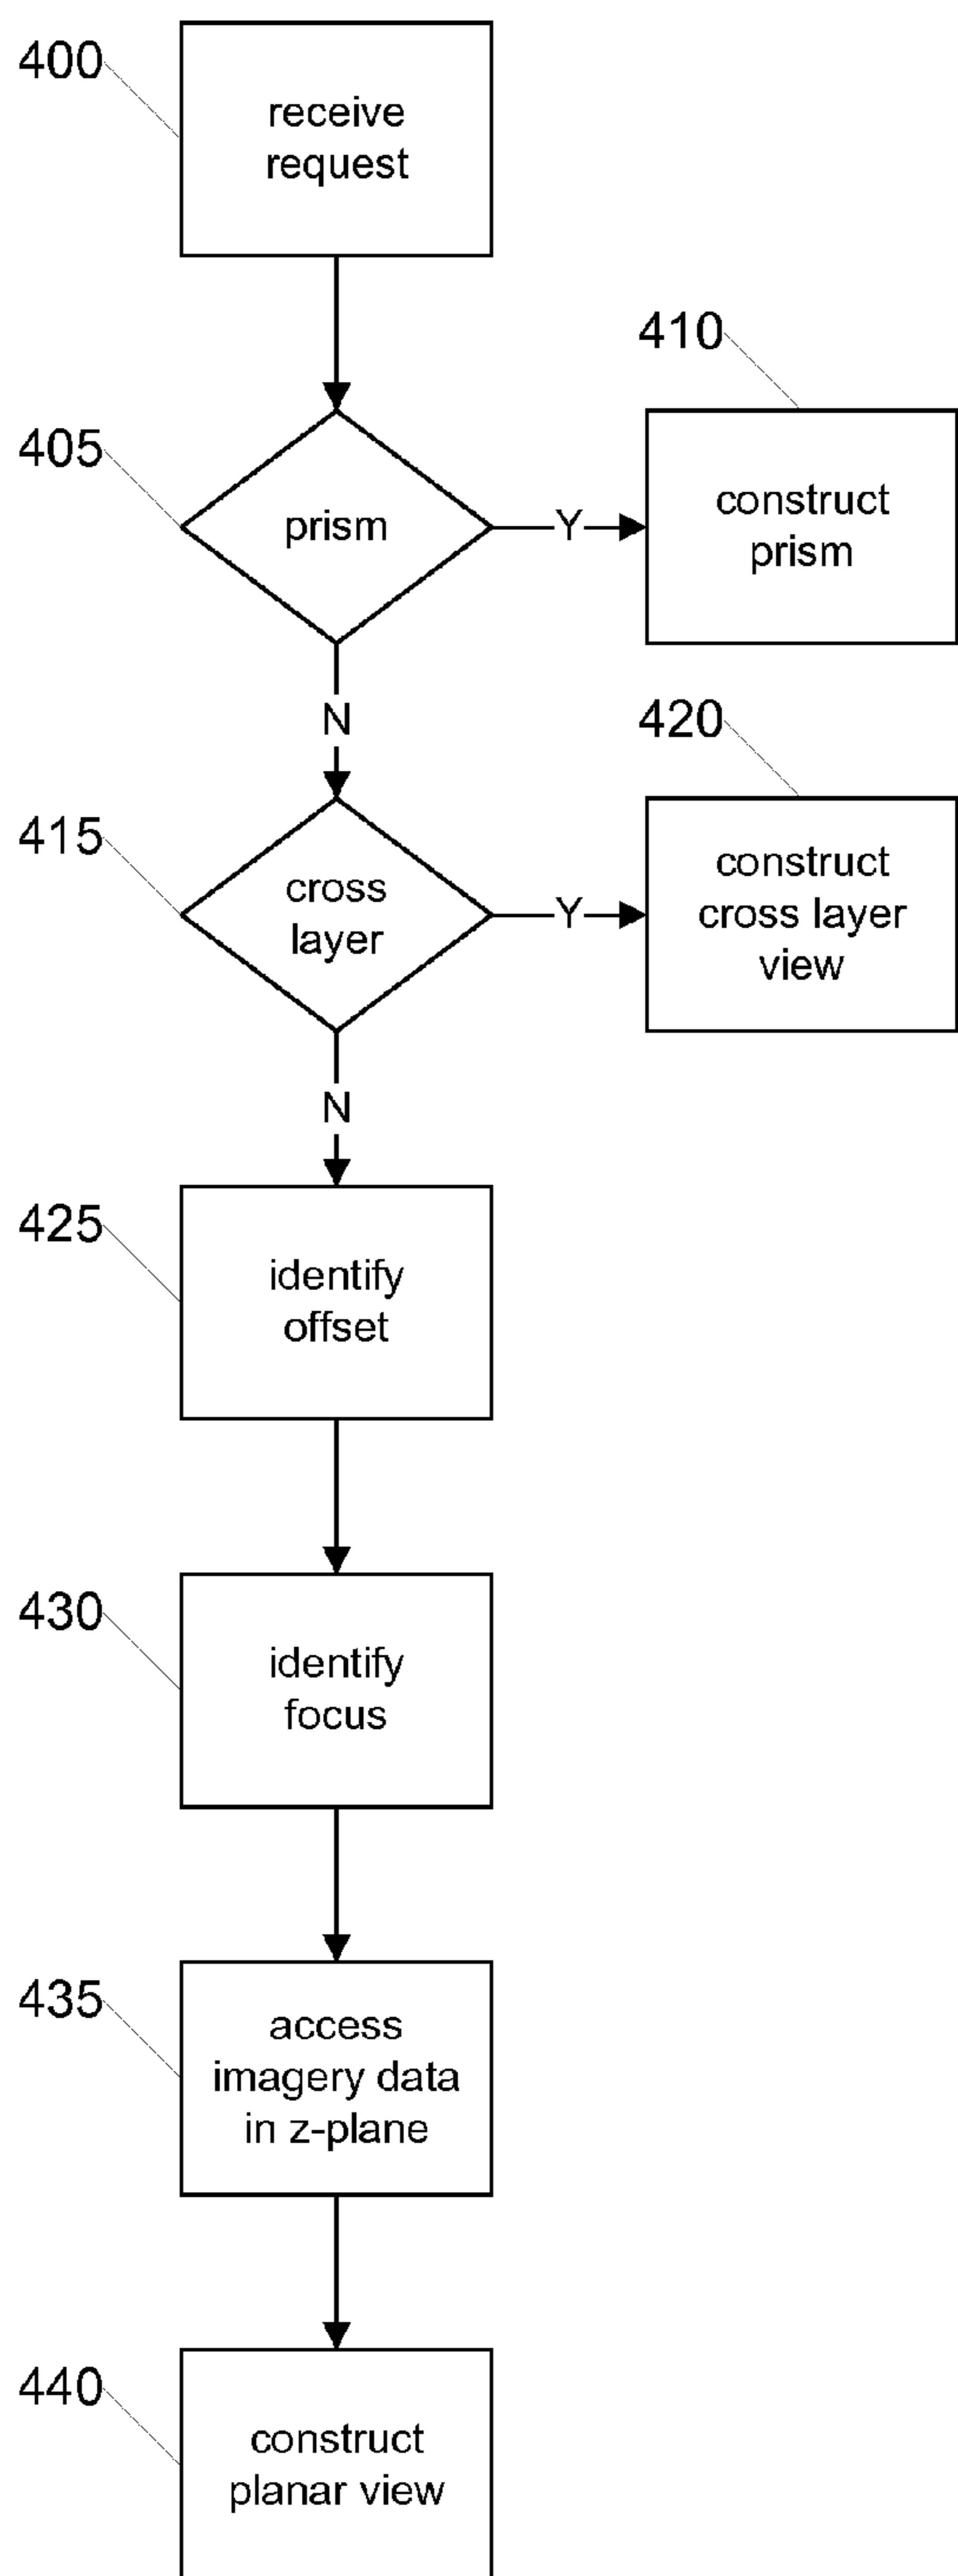 400
receive
request
410
405
prism
Y
construct
prism
N
420
415
cross
layer
Y
construct
cross layer
view
N
425
identify
offset
430
identify
focus
435
access
imagery data
in z-plane
440
construct
planar view